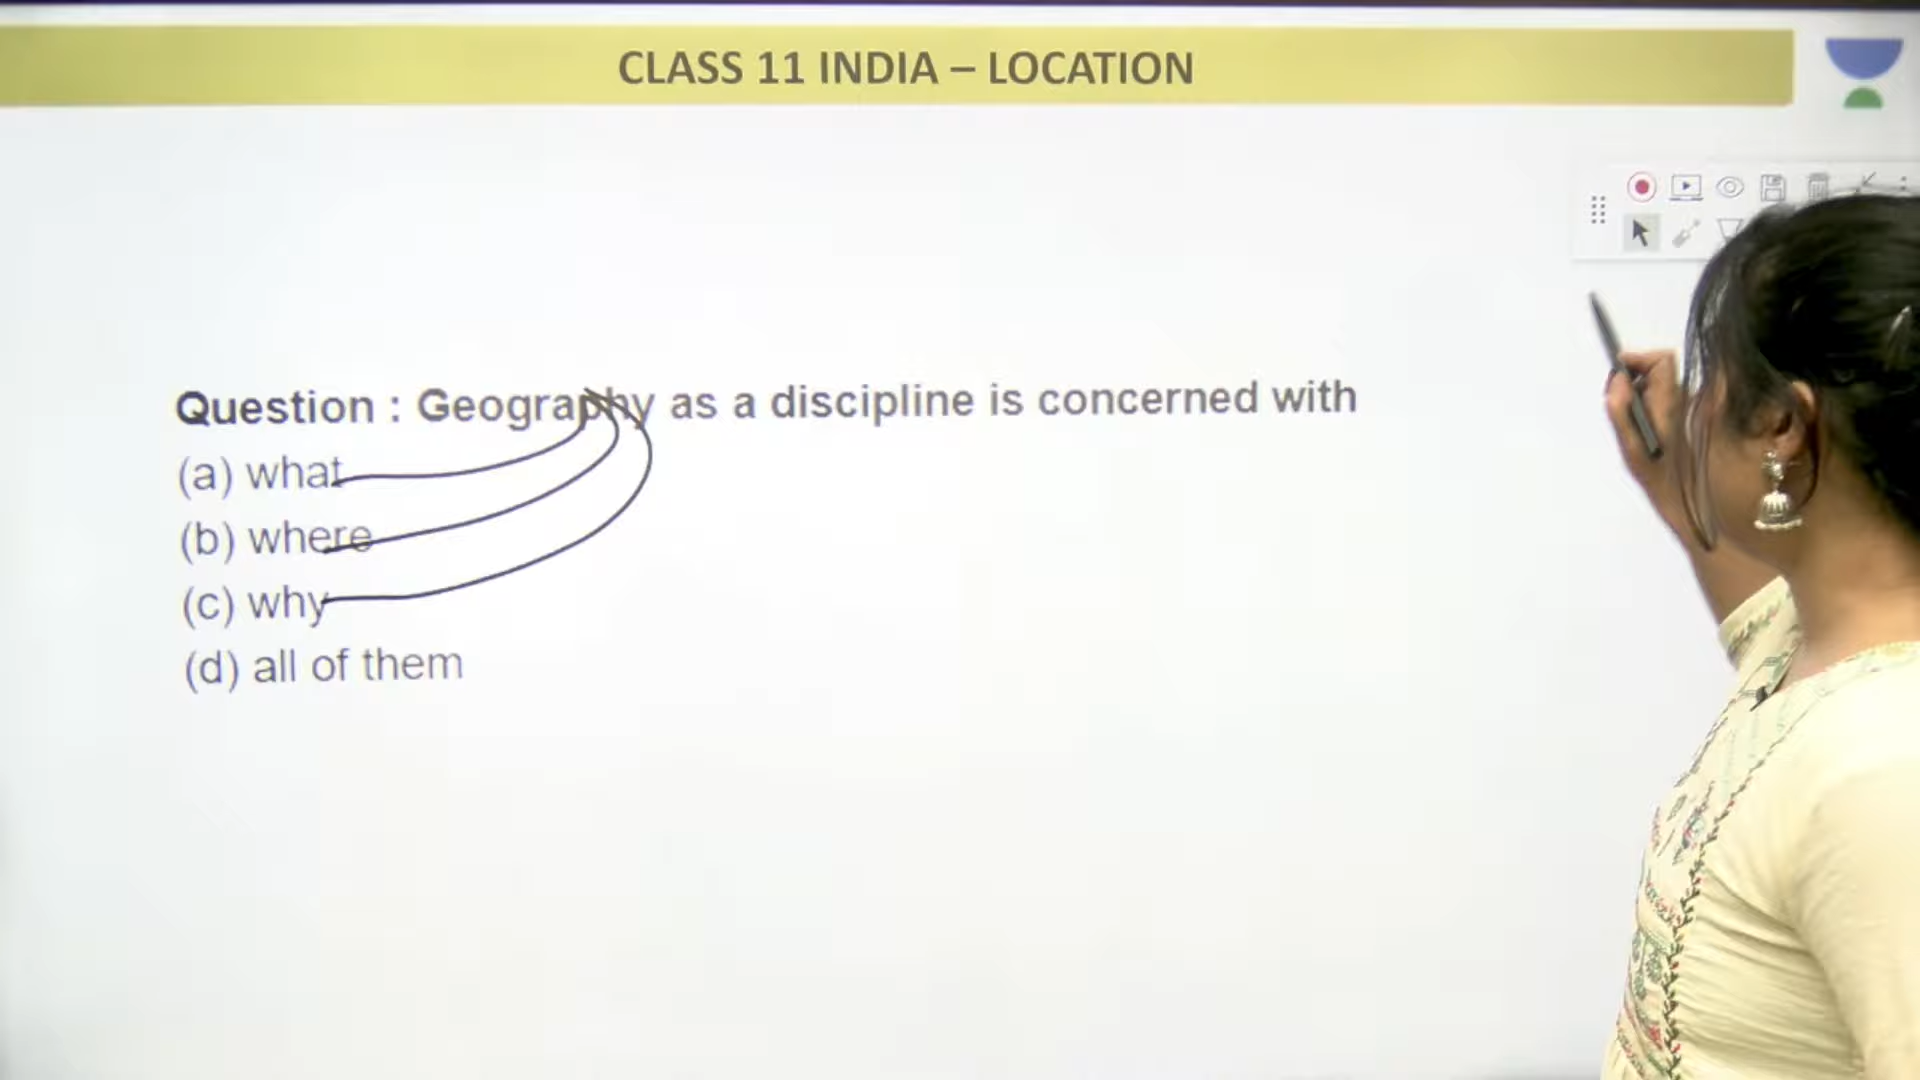 CLASS 11 INDIA – LOCATION
Question : Geography as a discipline is concerned with
(a) what
(b) where
(c) why
(d) all of them